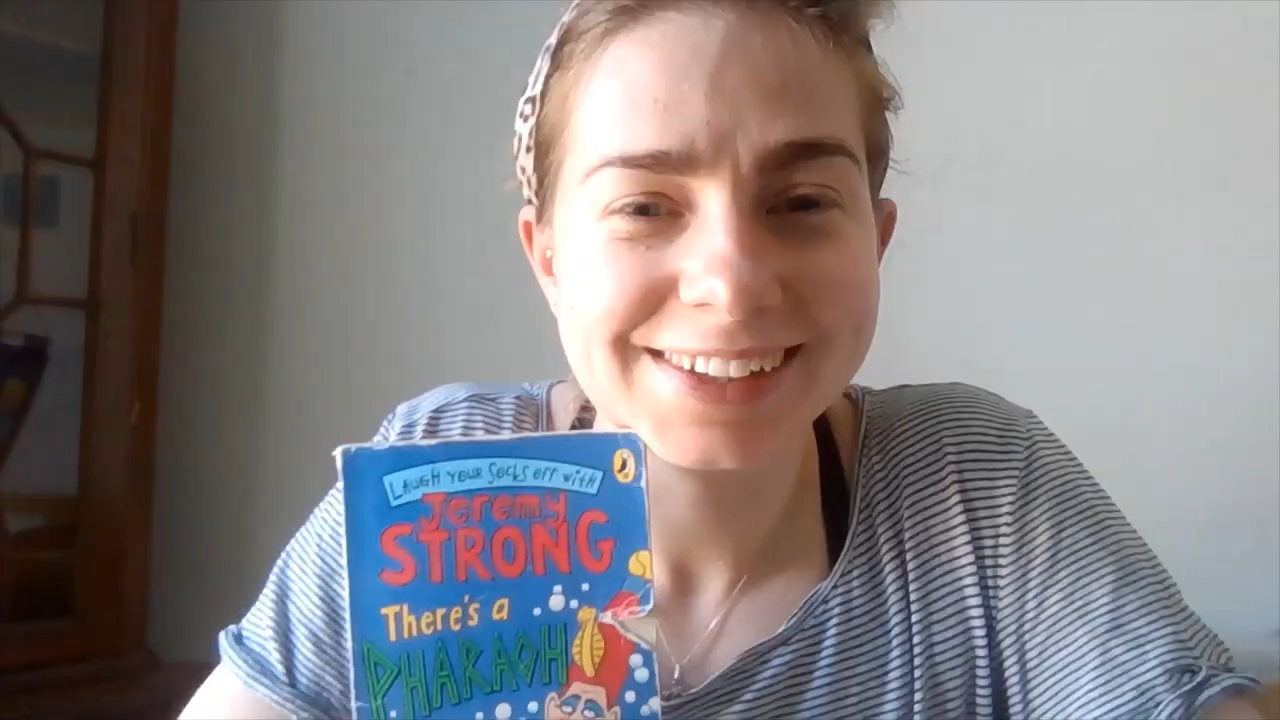 LAUGH YOUR SOCKS OFF WITH
Jeremy
STRONG
There's a
PHARAOH